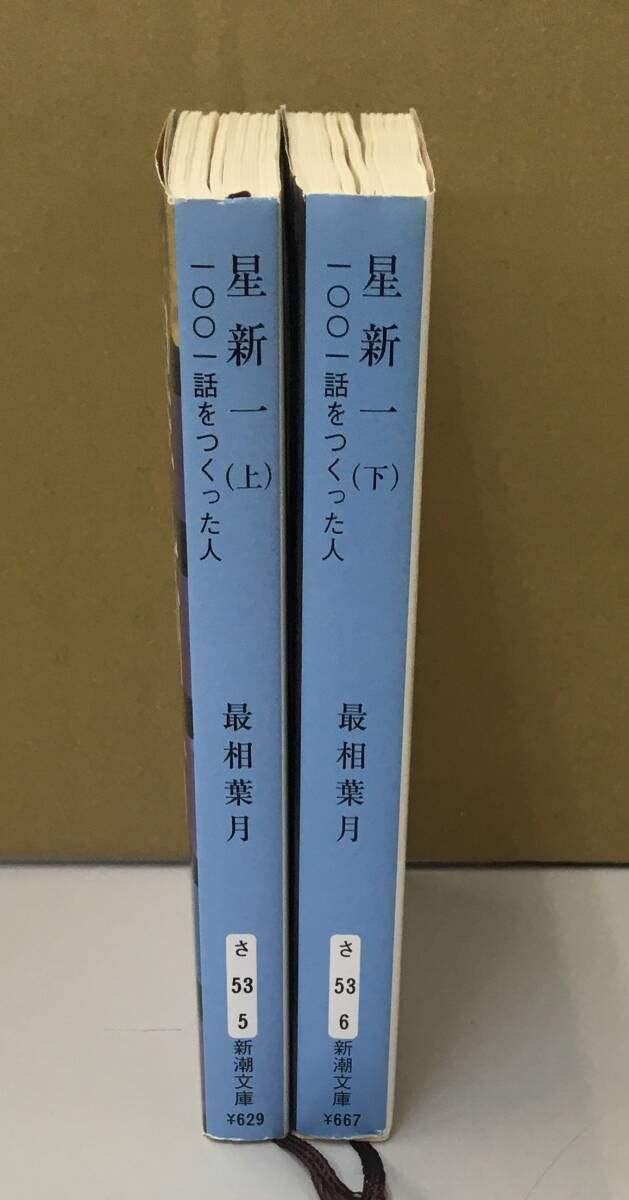 星新一(上)
一〇〇一話をつくった人
最相葉月
さ
53
5
新潮文庫
¥629
星新一(下)
一〇〇一話をつくった人
最相葉月
さ
53
6
新潮文庫
¥667